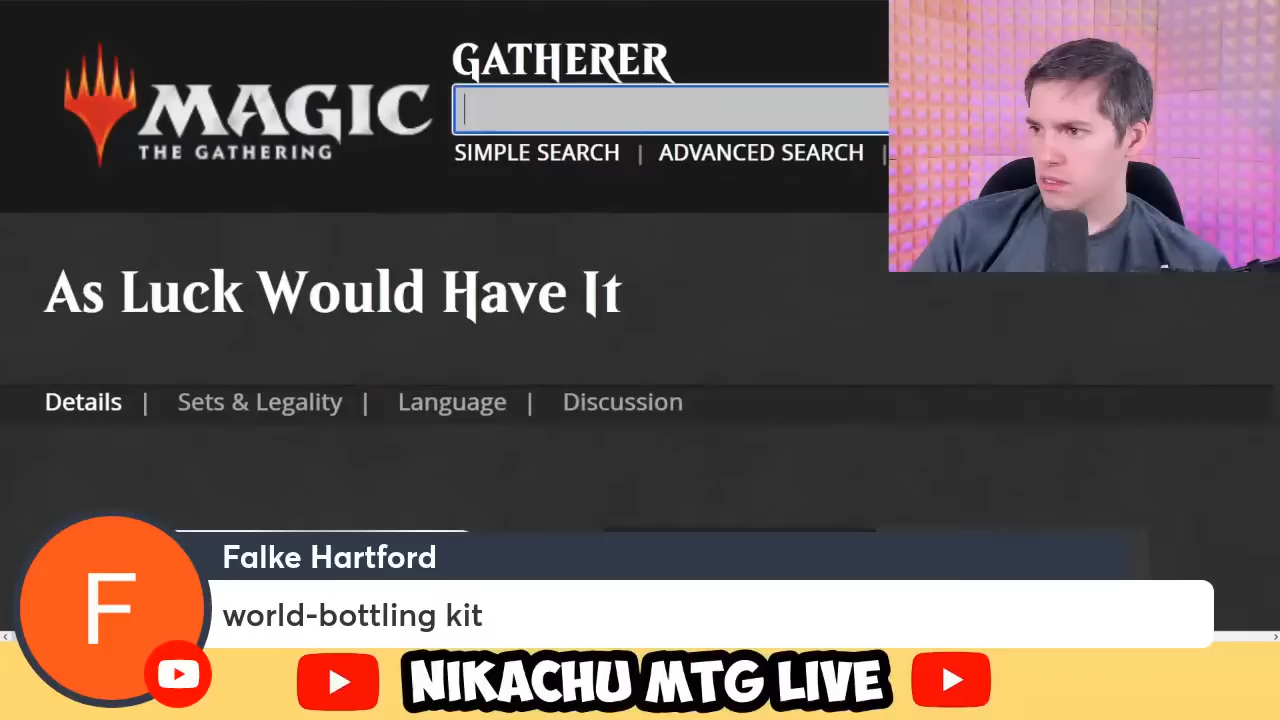 MAGIC
THE GATHERING
GATHERER
SIMPLE SEARCH | ADVANCED SEARCH |
As Luck Would Have It
Details | Sets & Legality | Language | Discussion
F
Falke Hartford
world-bottling kit
NIKACHU MTG LIVE